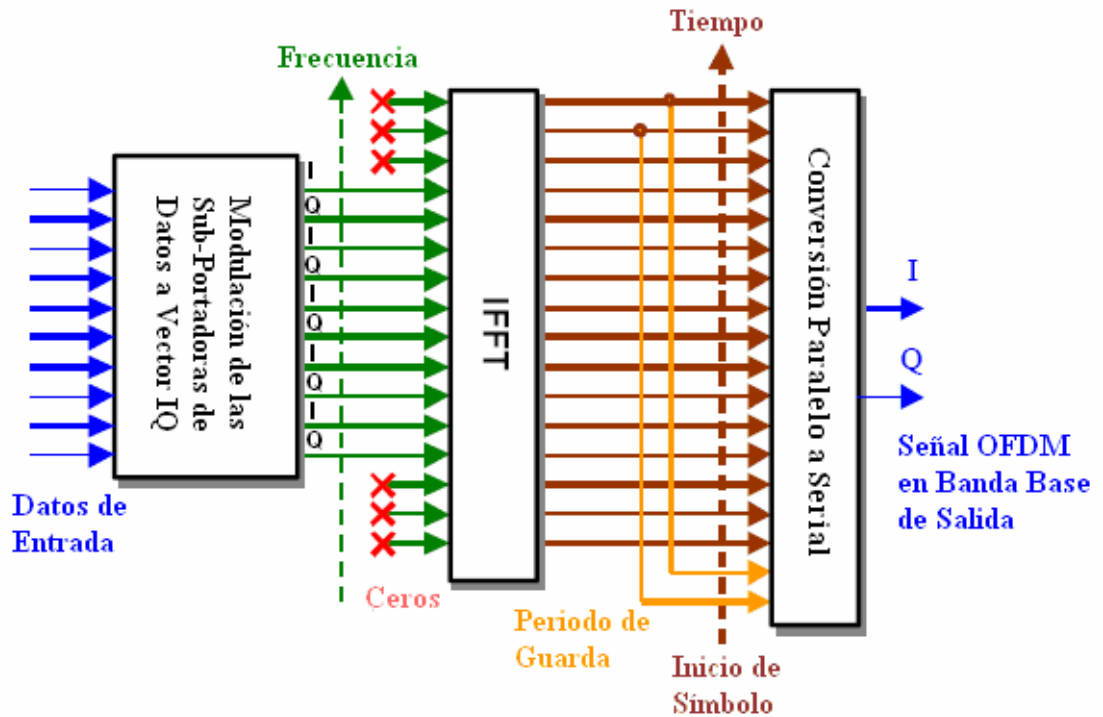 Tiempo
Frecuencia
Modulación de las
Sub-Portadoras de
Datos a Vector IQ
I
Q
I
Q
I
Q
I
Q
I
Q
IFFT
Conversión Paralelo a Serial
I
Q
Señal OFDM
en Banda Base
de Salida
Datos de
Entrada
Ceros
Periodo de
Guarda
Inicio de
Símbolo